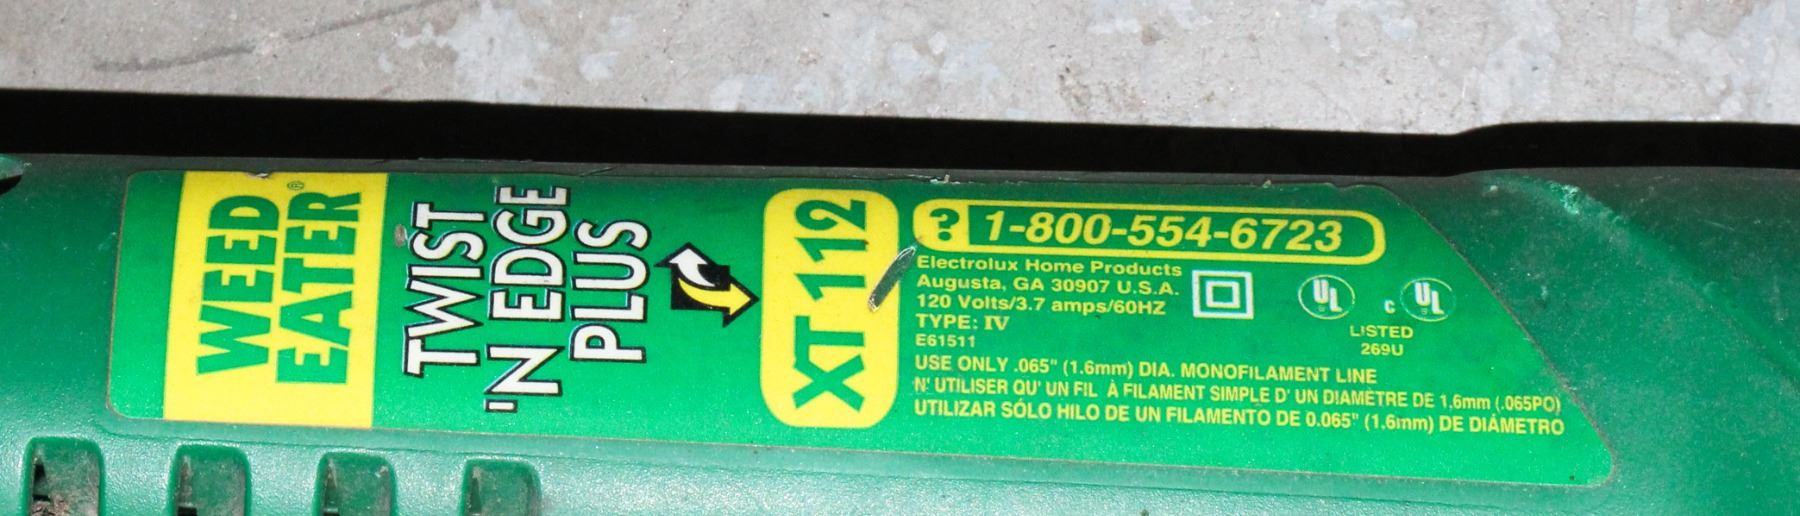 WEED
EATER®
TWIST
'N EDGE
PLUS
XT 112
? 1-800-554-6723
Electrolux Home Products
Augusta, GA 30907 U.S.A.
120 Volts/3.7 amps/60HZ
TYPE: IV
E61511
UL
c UL
LISTED
269U
USE ONLY .065" (1.6mm) DIA. MONOFILAMENT LINE
N' UTILISER QU' UN FIL À FILAMENT SIMPLE D' UN DIAMÈTRE DE 1.6mm (.065PO)
UTILIZAR SÓLO HILO DE UN FILAMENTO DE 0.065" (1.6mm) DE DIÁMETRO